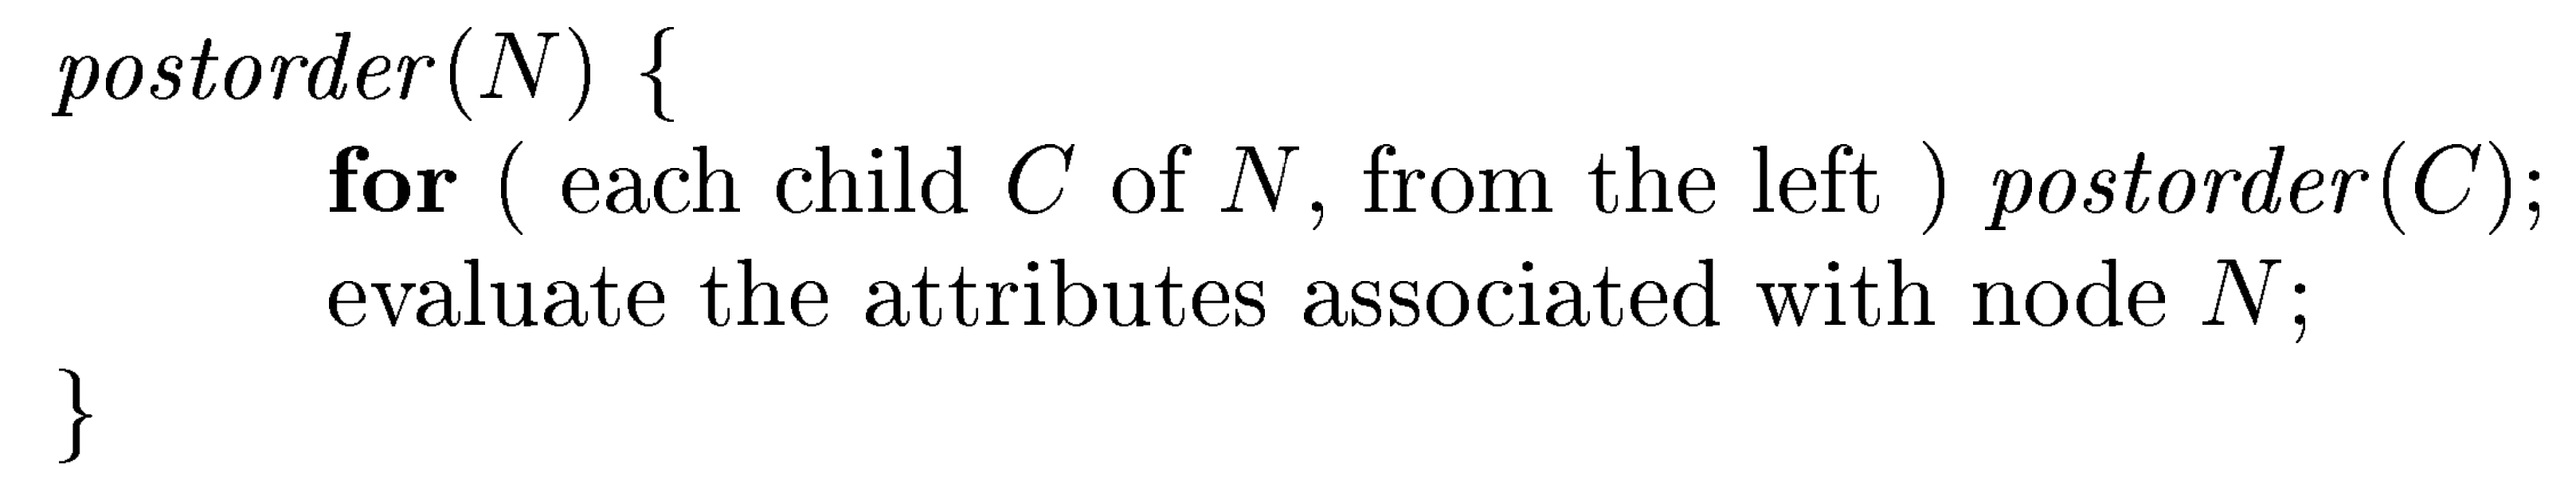 postorder(N) {
for ( each child C of N, from the left ) postorder(C);
evaluate the attributes associated with node N;
}